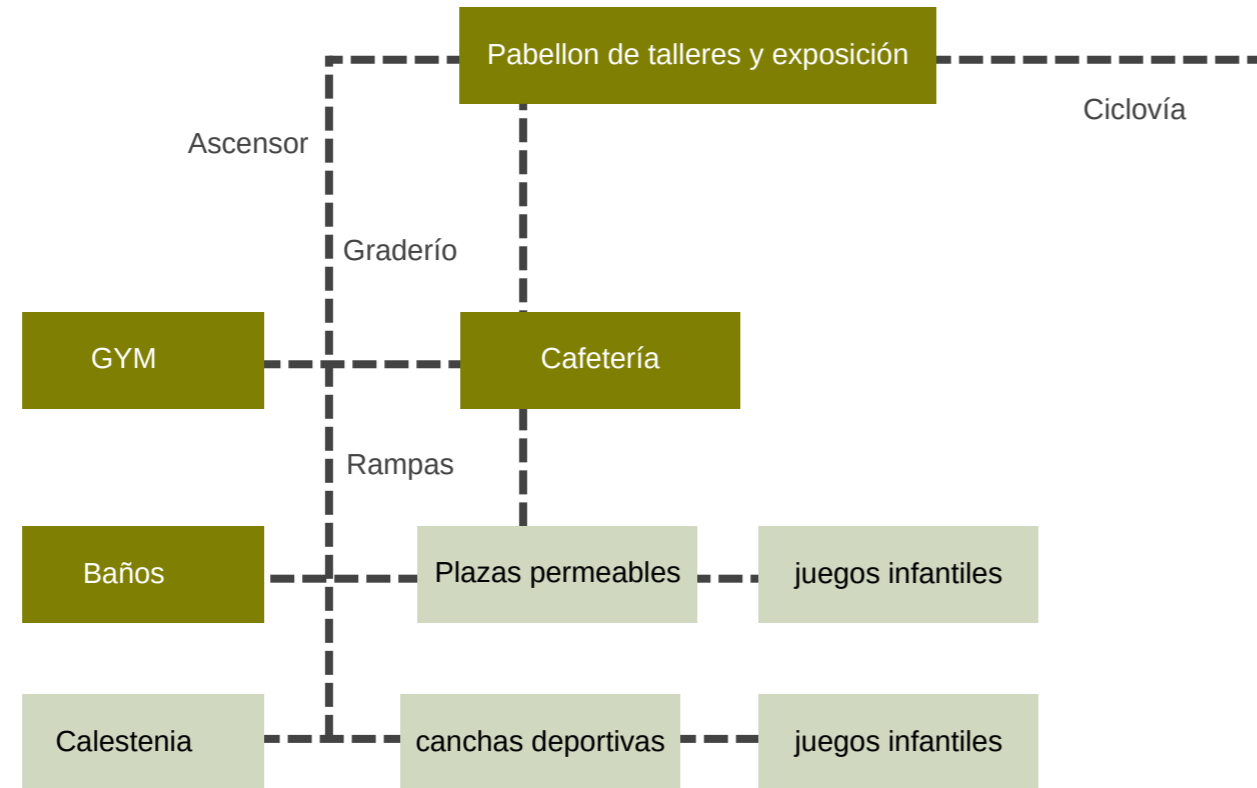 Pabellon de talleres y exposición
Ciclovía
Ascensor
Graderío
GYM
Cafetería
Rampas
Baños
Plazas permeables
juegos infantiles
Calestenia
canchas deportivas
juegos infantiles